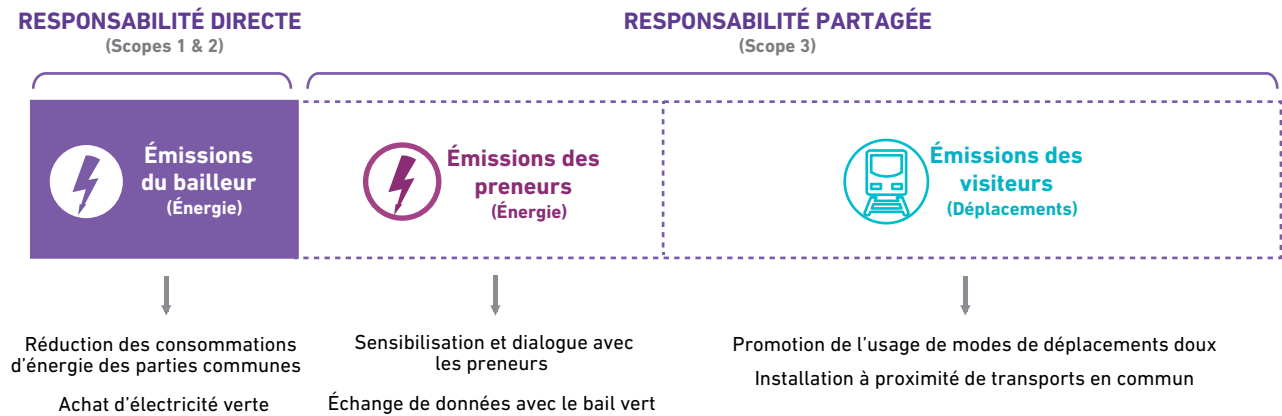 RESPONSABILITÉ DIRECTE
(Scopes 1 & 2)
RESPONSABILITÉ PARTAGÉE
(Scope 3)
Émissions
du bailleur
(Énergie)
Émissions des
preneurs
(Énergie)
Émissions des
visiteurs
(Déplacements)
Réduction des consommations
d’énergie des parties communes
Achat d’électricité verte
Sensibilisation et dialogue avec
les preneurs
Échange de données avec le bail vert
Promotion de l’usage de modes de déplacements doux
Installation à proximité de transports en commun